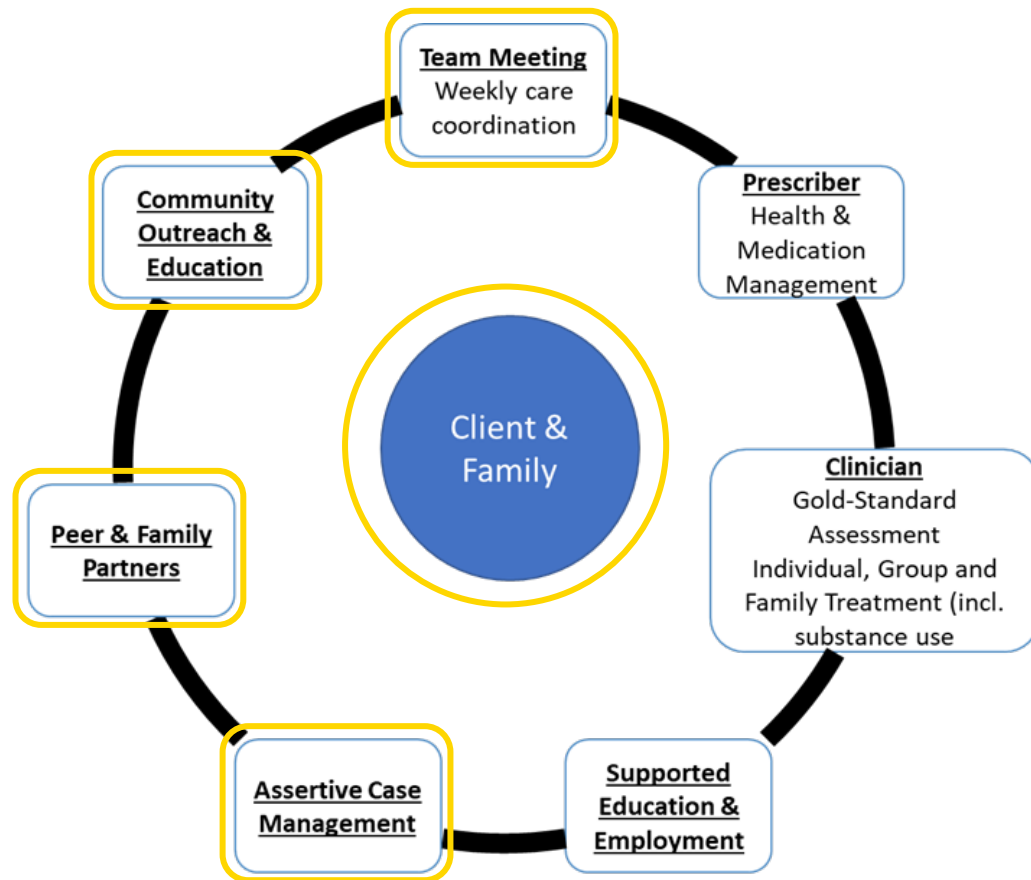 Team Meeting
Weekly care
coordination
Prescriber
Health &
Medication
Management
Clinician
Gold-Standard
Assessment
Individual, Group and
Family Treatment (incl.
substance use
Supported
Education &
Employment
Assertive Case
Management
Peer & Family
Partners
Community
Outreach &
Education
Client &
Family